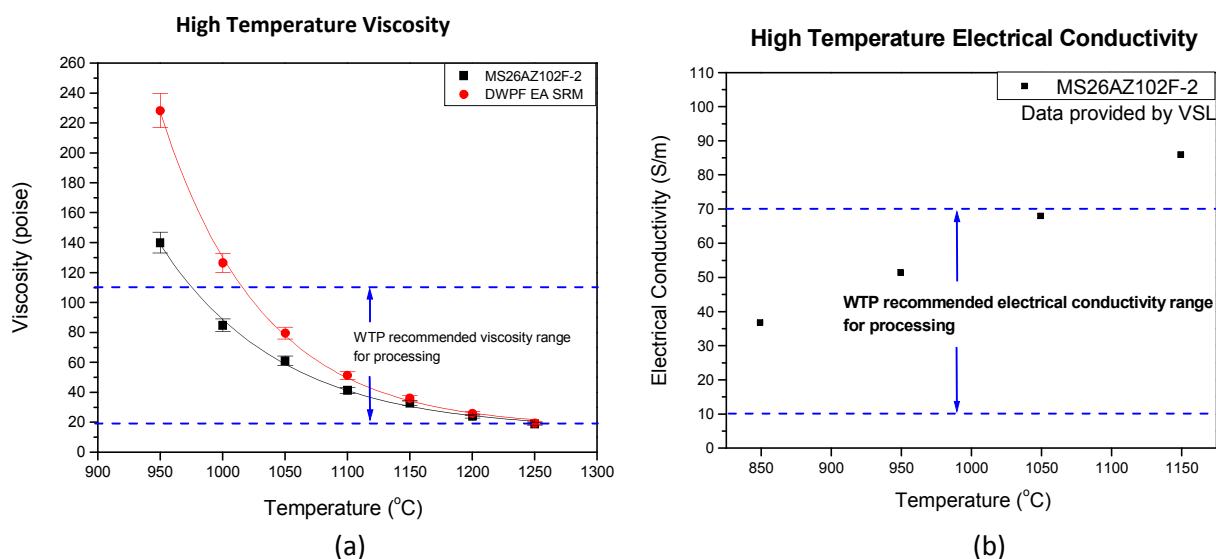 High Temperature Viscosity
260
240
220
200
180
160
140
120
100
80
60
40
20
0
Viscosity (poise)
MS26AZ102F-2
DWPF EA SRM
WTP recommended viscosity range
for processing
900 950 1000 1050 1100 1150 1200 1250 1300
Temperature (°C)
(a)
High Temperature Electrical Conductivity
110
100
90
80
70
60
50
40
30
20
10
0
Electrical Conductivity (S/m)
MS26AZ102F-2
Data provided by VSL
WTP recommended electrical conductivity range
for processing
850 900 950 1000 1050 1100 1150
Temperature (°C)
(b)